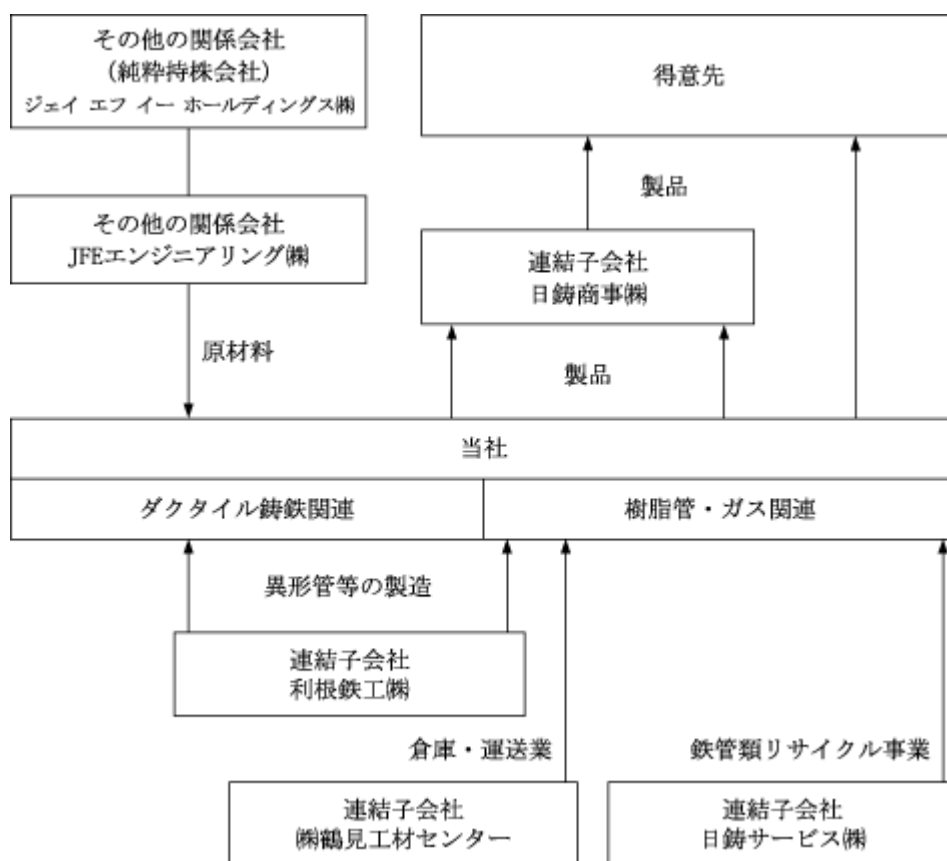 その他の関係会社
(純粋持株会社)
ジェイ エフ イー ホールディングス㈱
得意先
その他の関係会社
JFEエンジニアリング㈱
製品
連結子会社
日鋳商事㈱
原材料
製品
当社
ダクタイル鋳鉄関連
樹脂管・ガス関連
異形管等の製造
連結子会社
利根鉄工㈱
倉庫・運送業
鉄管類リサイクル事業
連結子会社
㈱鶴見工材センター
連結子会社
日鋳サービス㈱